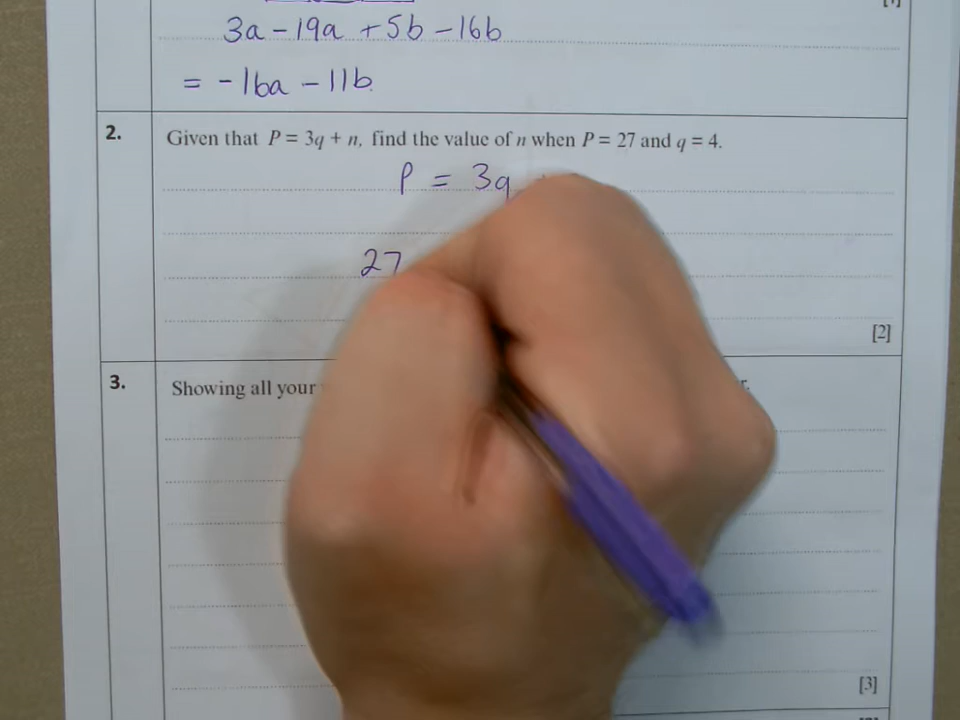 3a - 19a + 5b - 16b
= - 16a - 11b.
2. Given that P = 3q + n, find the value of n when P = 27 and q = 4.
P = 3q
27
[2]
3. Showing all your
[3]